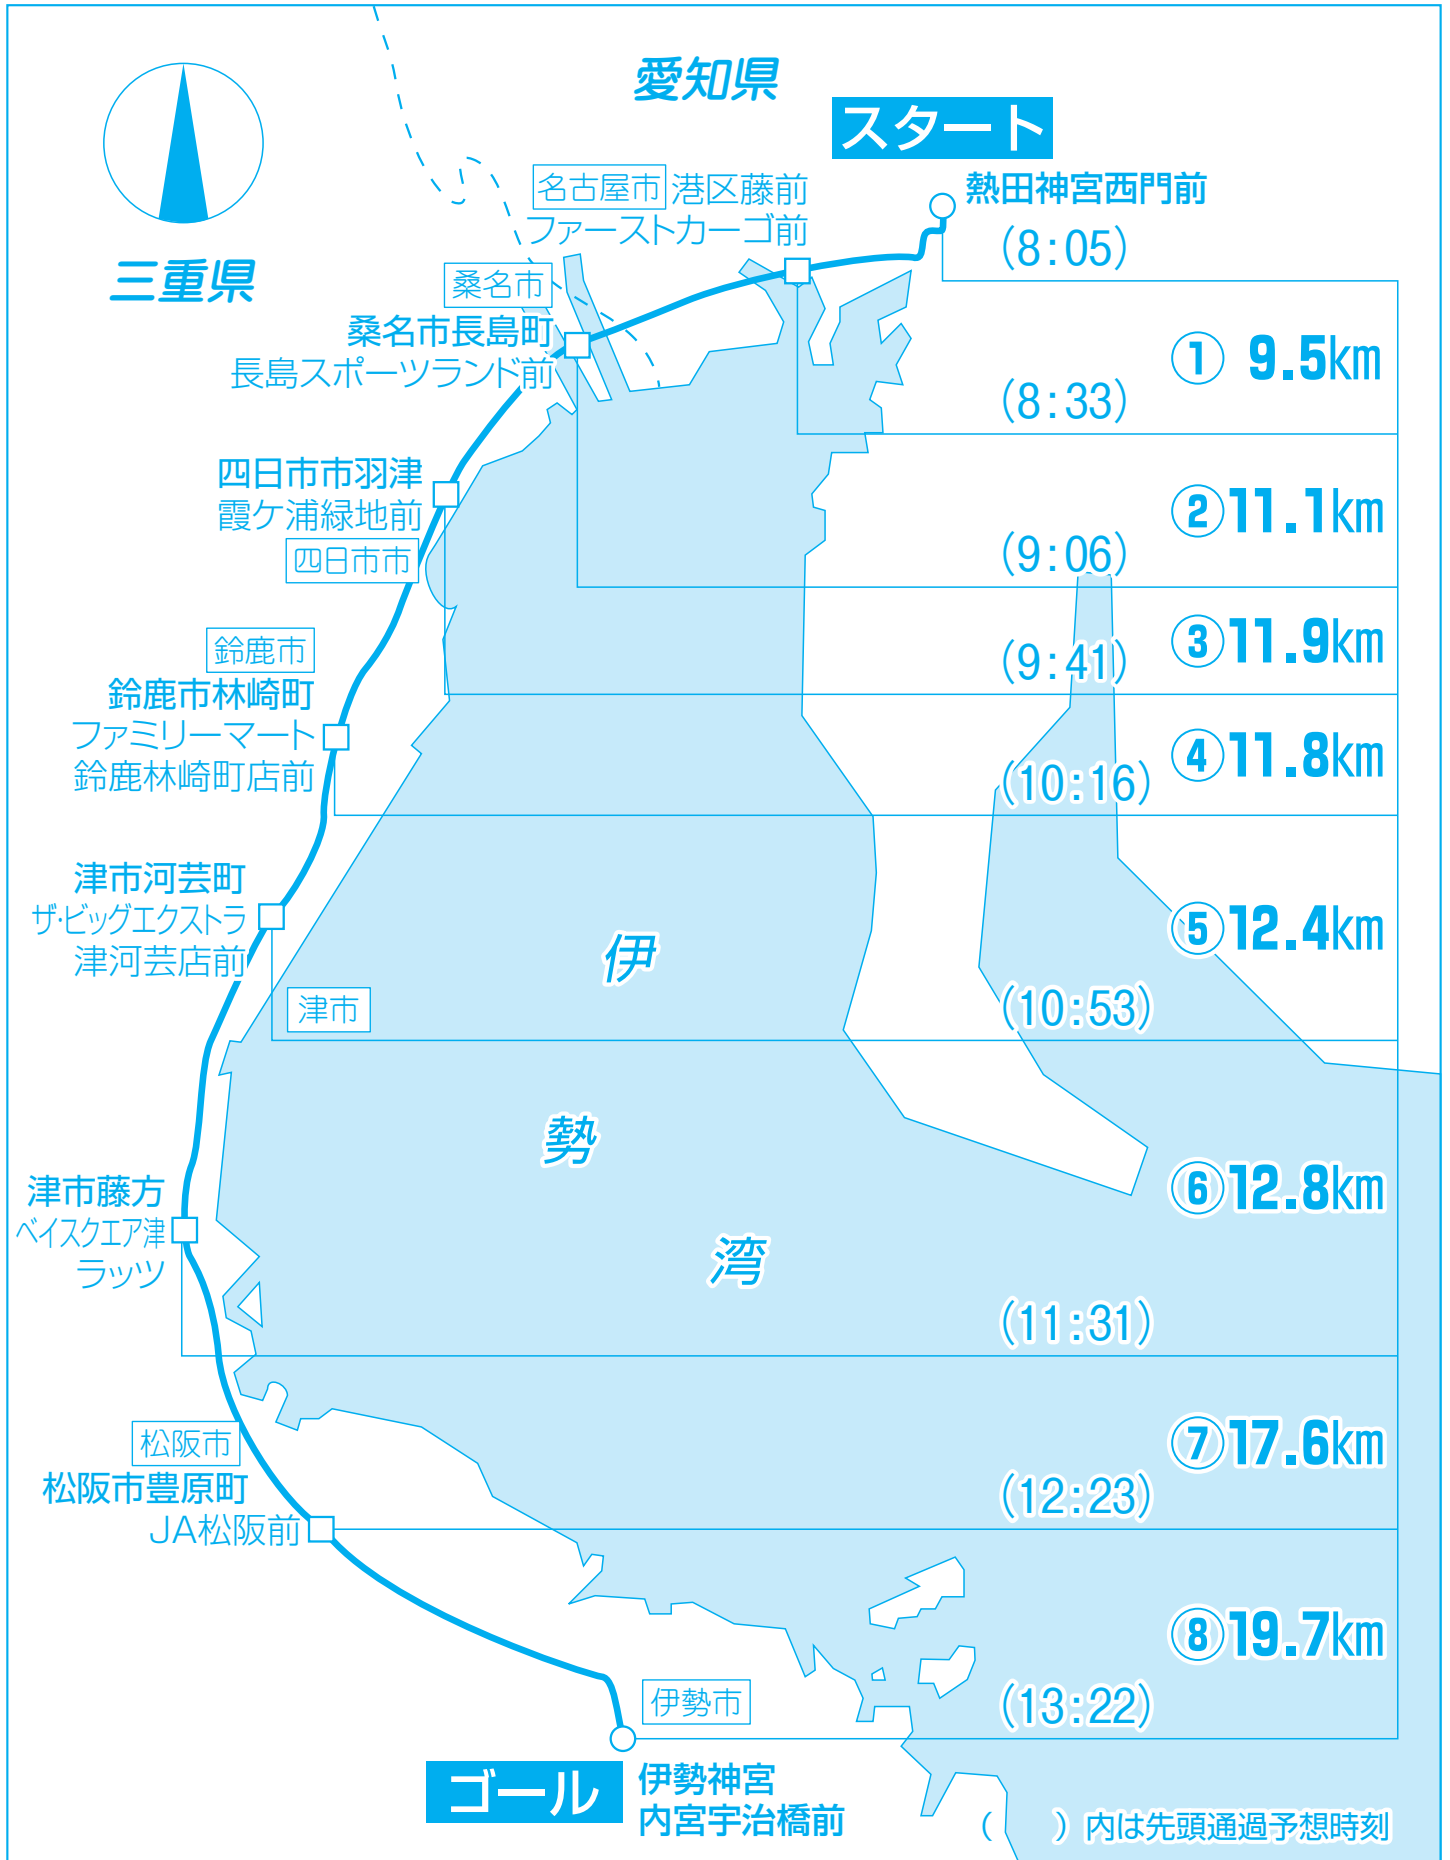 愛知県
スタート
熱田神宮西門前
(8:05)
名古屋市 港区藤前
ファーストカーゴ前
三重県
桑名市
桑名市長島町
長島スポーツランド前
① 9.5km
(8:33)
四日市市羽津
霞ケ浦緑地前
四日市市
② 11.1km
(9:06)
鈴鹿市
鈴鹿市林崎町
ファミリーマート
鈴鹿林崎町店前
③ 11.9km
(9:41)
④ 11.8km
(10:16)
津市河芸町
ザ・ビッグエクストラ
津河芸店前
津市
⑤ 12.4km
(10:53)
伊
勢
湾
津市藤方
ベイスクエア津
ラッツ
⑥ 12.8km
(11:31)
松阪市
松阪市豊原町
JA松阪前
⑦ 17.6km
(12:23)
⑧ 19.7km
(13:22)
伊勢市
ゴール
伊勢神宮
内宮宇治橋前
( )内は先頭通過予想時刻